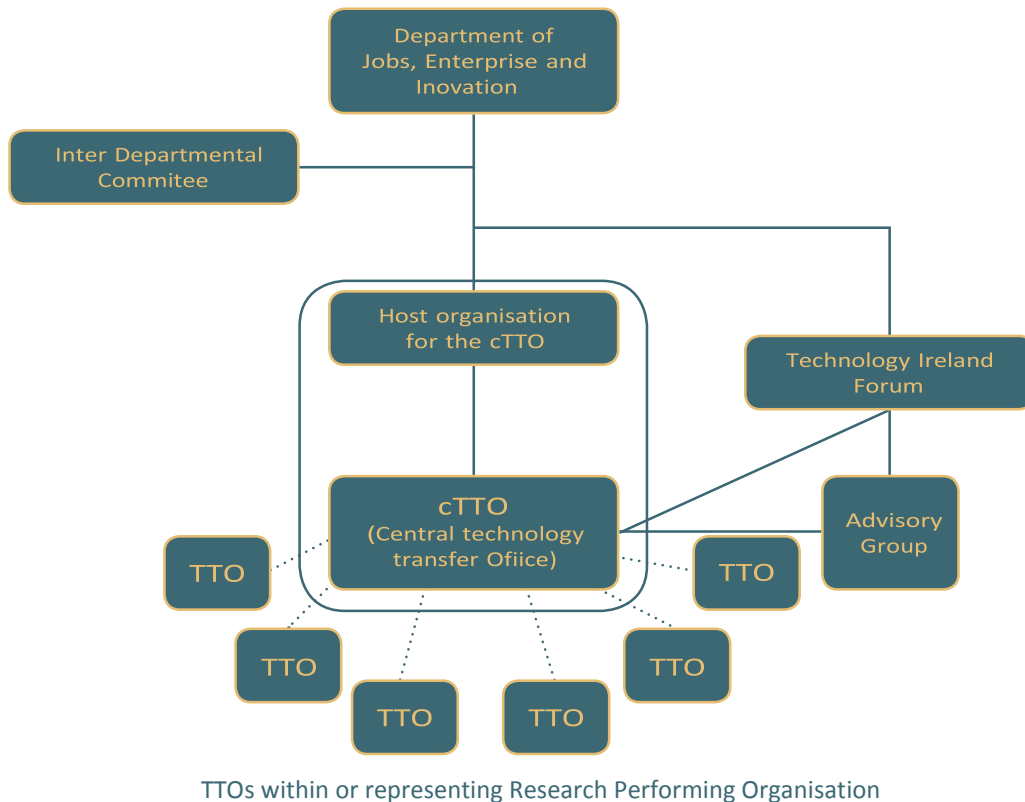 Department of
Jobs, Enterprise and
Inovation
Inter Departmental
Commitee
Host organisation
for the cTTO
Technology Ireland
Forum
cTTO
(Central technology
transfer Ofiice)
Advisory
Group
TTO
TTO
TTO
TTO
TTO
TTO
TTOs within or representing Research Performing Organisation